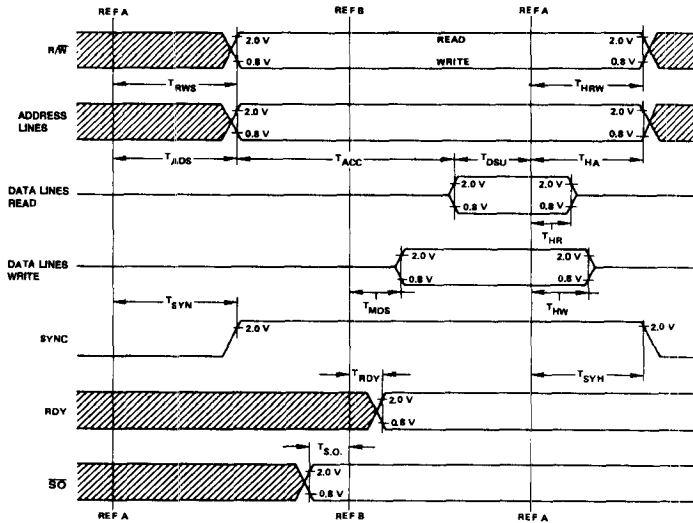 REF A REF B REF A
R/W̅ 2.0 V READ 2.0 V
0.8 V WRITE 0.8 V
T_RWS T_HRW
ADDRESS 2.0 V 2.0 V
LINES 0.8 V 0.8 V
T_ADS T_ACC T_DSU T_HA
DATA LINES 2.0 V 2.0 V
READ 0.8 V 0.8 V
T_HR
DATA LINES 2.0 V 2.0 V
WRITE 0.8 V 0.8 V
T_SYN T_MDS T_HW
SYNC 2.0 V 2.0 V
T_RDY T_SYH
RDY 2.0 V
0.8 V
T_S.O.
S̅O̅ 2.0 V
0.8 V
REF A REF B REF A